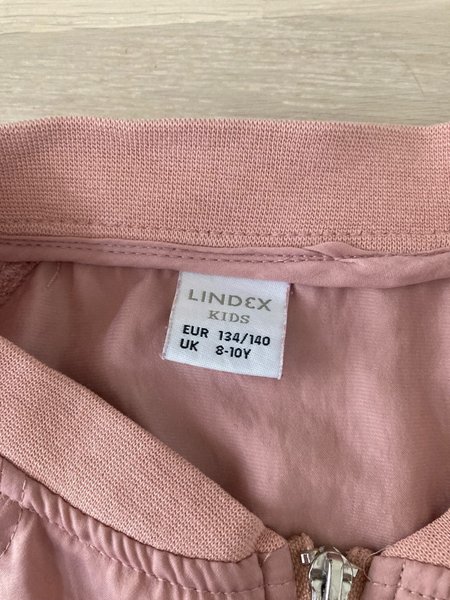 LINDEX
KIDS
EUR 134/140
UK 8-10Y